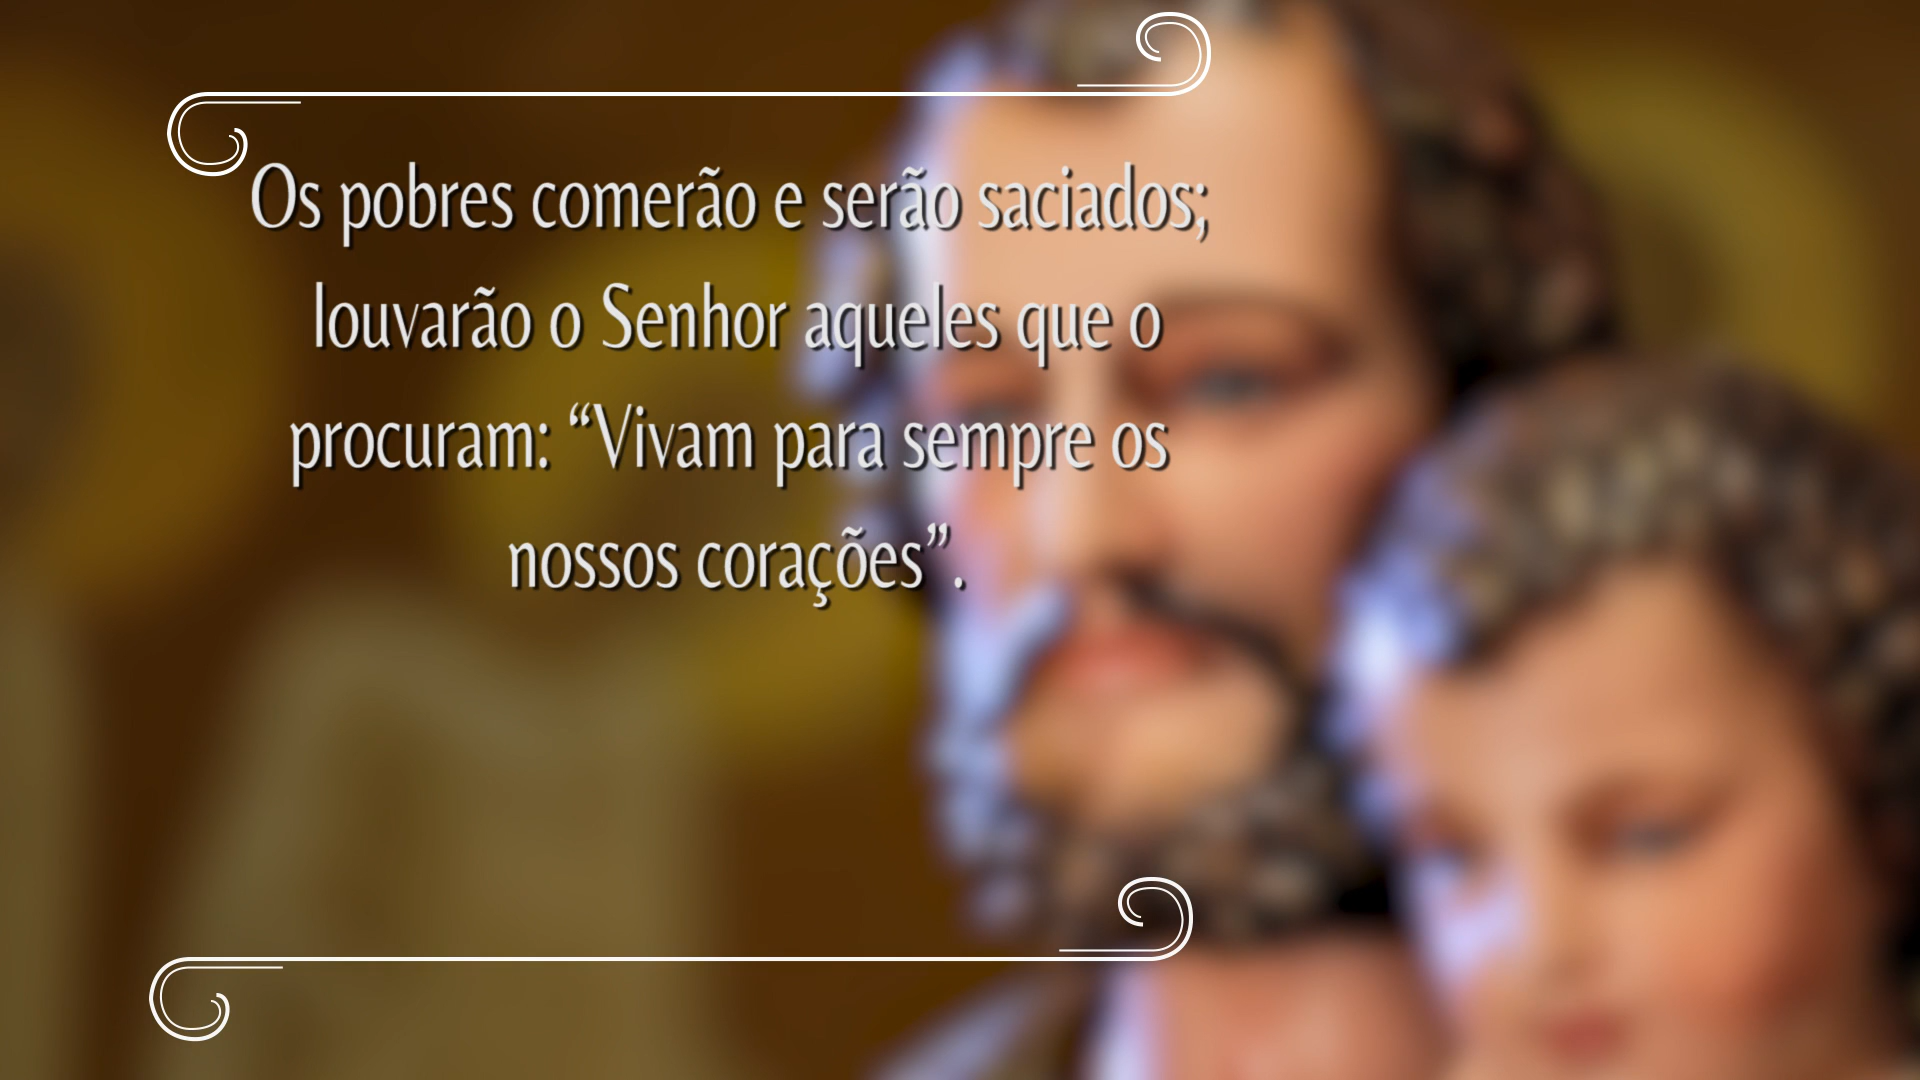 Os pobres comerão e serão saciados;
louvarão o Senhor aqueles que o
procuram: “Vivam para sempre os
nossos corações”.